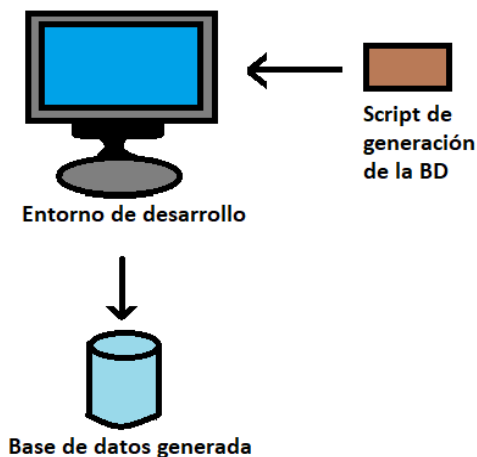 Script de
generación
de la BD
Entorno de desarrollo
Base de datos generada